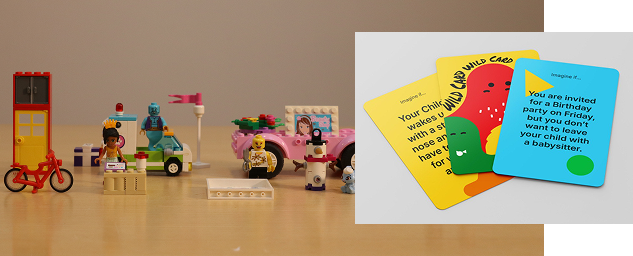 Imagine if...
Your Child
wakes u
with a st
nose an
have t
for
WILD CARD WILD CARD
Imagine if...
You are invited
for a Birthday
party on Friday,
but you don't
want to leave
your child with
a babysitter.